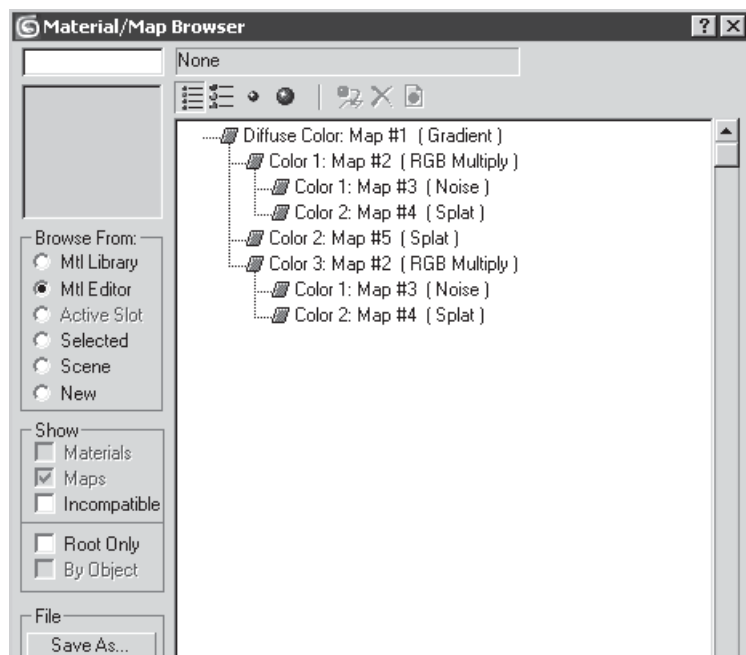 Material/Map Browser
None
Diffuse Color: Map #1 ( Gradient )
Color 1: Map #2 ( RGB Multiply )
Color 1: Map #3 ( Noise )
Color 2: Map #4 ( Splat )
Color 2: Map #5 ( Splat )
Color 3: Map #2 ( RGB Multiply )
Color 1: Map #3 ( Noise )
Color 2: Map #4 ( Splat )
Browse From:
Mtl Library
Mtl Editor
Active Slot
Selected
Scene
New
Show
Materials
Maps
Incompatible
Root Only
By Object
File
Save As...